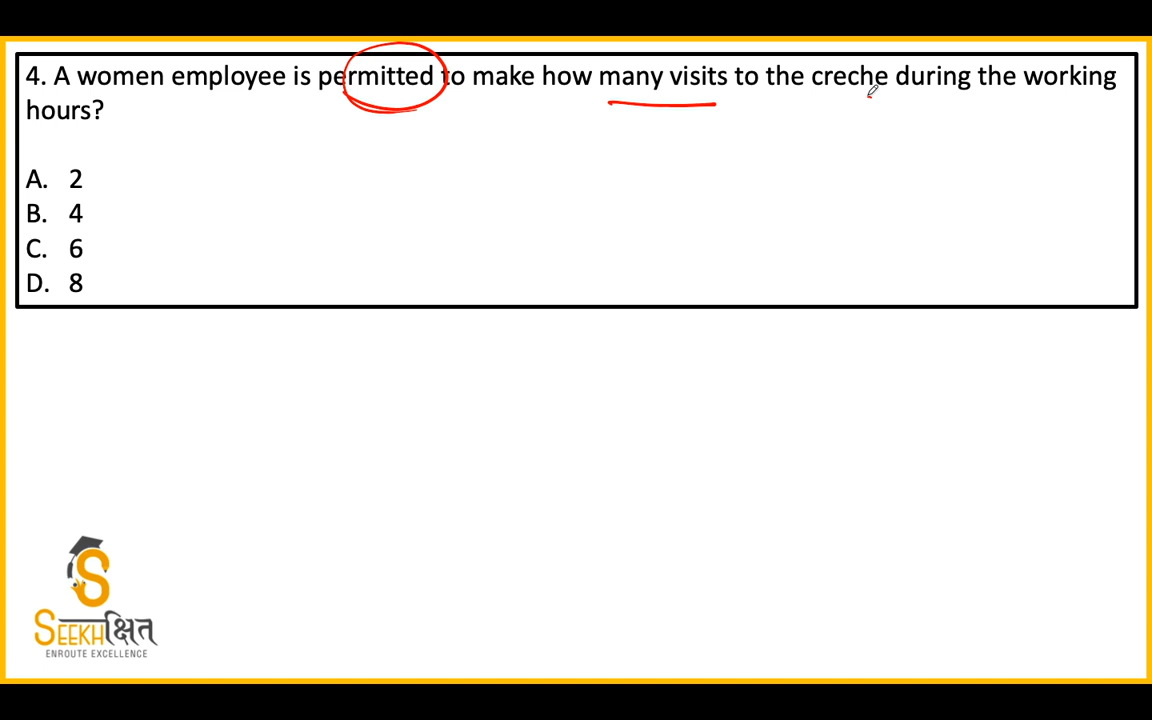 4. A women employee is permitted to make how many visits to the creche during the working
hours?
A. 2
B. 4
C. 6
D. 8
S
SEEKHक्षित
ENROUTE EXCELLENCE